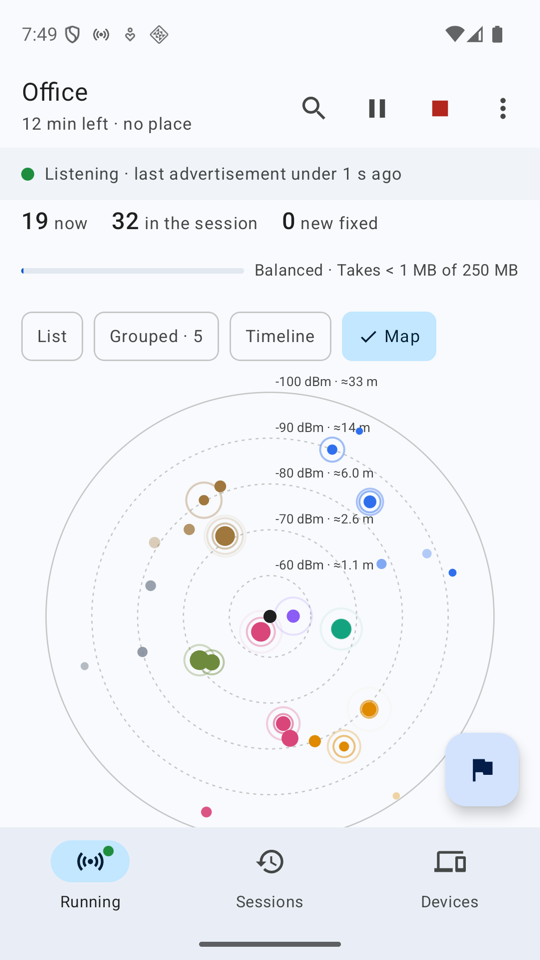 7:49
Office
12 min left · no place
Listening · last advertisement under 1 s ago
19 now 32 in the session 0 new fixed
Balanced · Takes < 1 MB of 250 MB
List Grouped · 5 Timeline Map
-100 dBm · ≈33 m
-90 dBm · ≈14 m
-80 dBm · ≈6.0 m
-70 dBm · ≈2.6 m
-60 dBm · ≈1.1 m
Running Sessions Devices